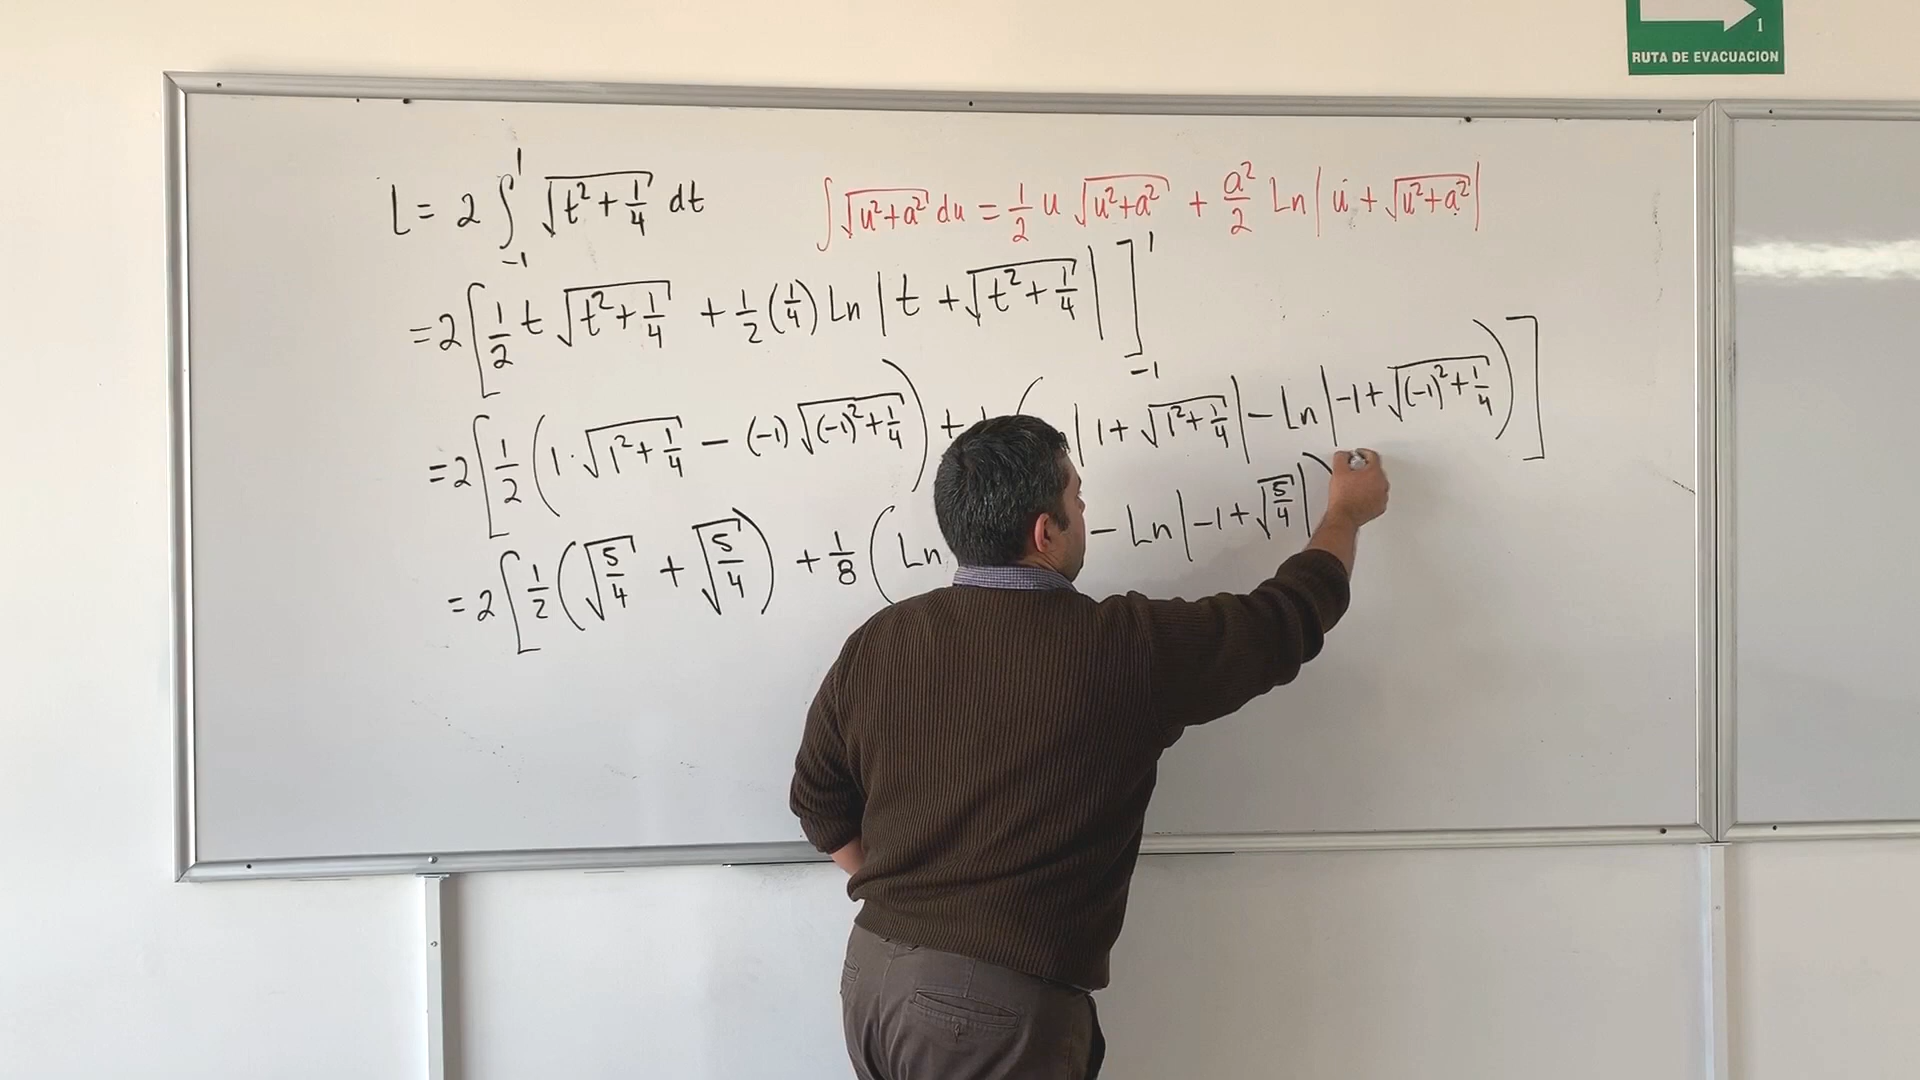 1
RUTA DE EVACUACION
L = 2 ∫₋₁¹ √(t² + 1/4) dt
∫ √(u² + a²) du = 1/2 u √(u² + a²) + a²/2 Ln | u + √(u² + a²) |
= 2 [ 1/2 t √(t² + 1/4) + 1/2 (1/4) Ln | t + √(t² + 1/4) | ]₋₁¹
= 2 [ 1/2 ( 1 · √(1² + 1/4) − (-1) √((-1)² + 1/4) ) + ( | 1 + √(1² + 1/4) | − Ln | -1 + √((-1)² + 1/4) | ) ]
= 2 [ 1/2 ( √(5/4) + √(5/4) ) + 1/8 ( Ln − Ln | -1 + √(5/4) | )